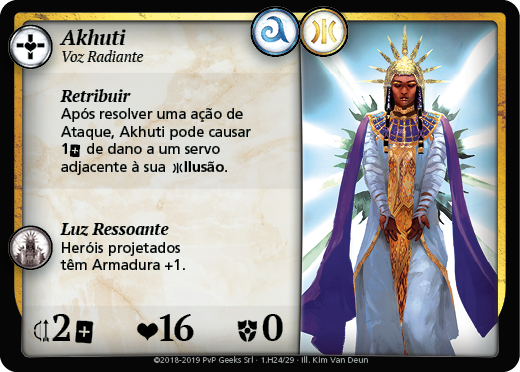 Akhuti
Voz Radiante
Retribuir
Após resolver uma ação de
Ataque, Akhuti pode causar
1 de dano a um servo
adjacente à sua Ilusão.
Luz Ressoante
Heróis projetados
têm Armadura +1.
2 16 0
©2018-2019 PvP Geeks Srl · 1.H24/29 · Ill. Kim Van Deun